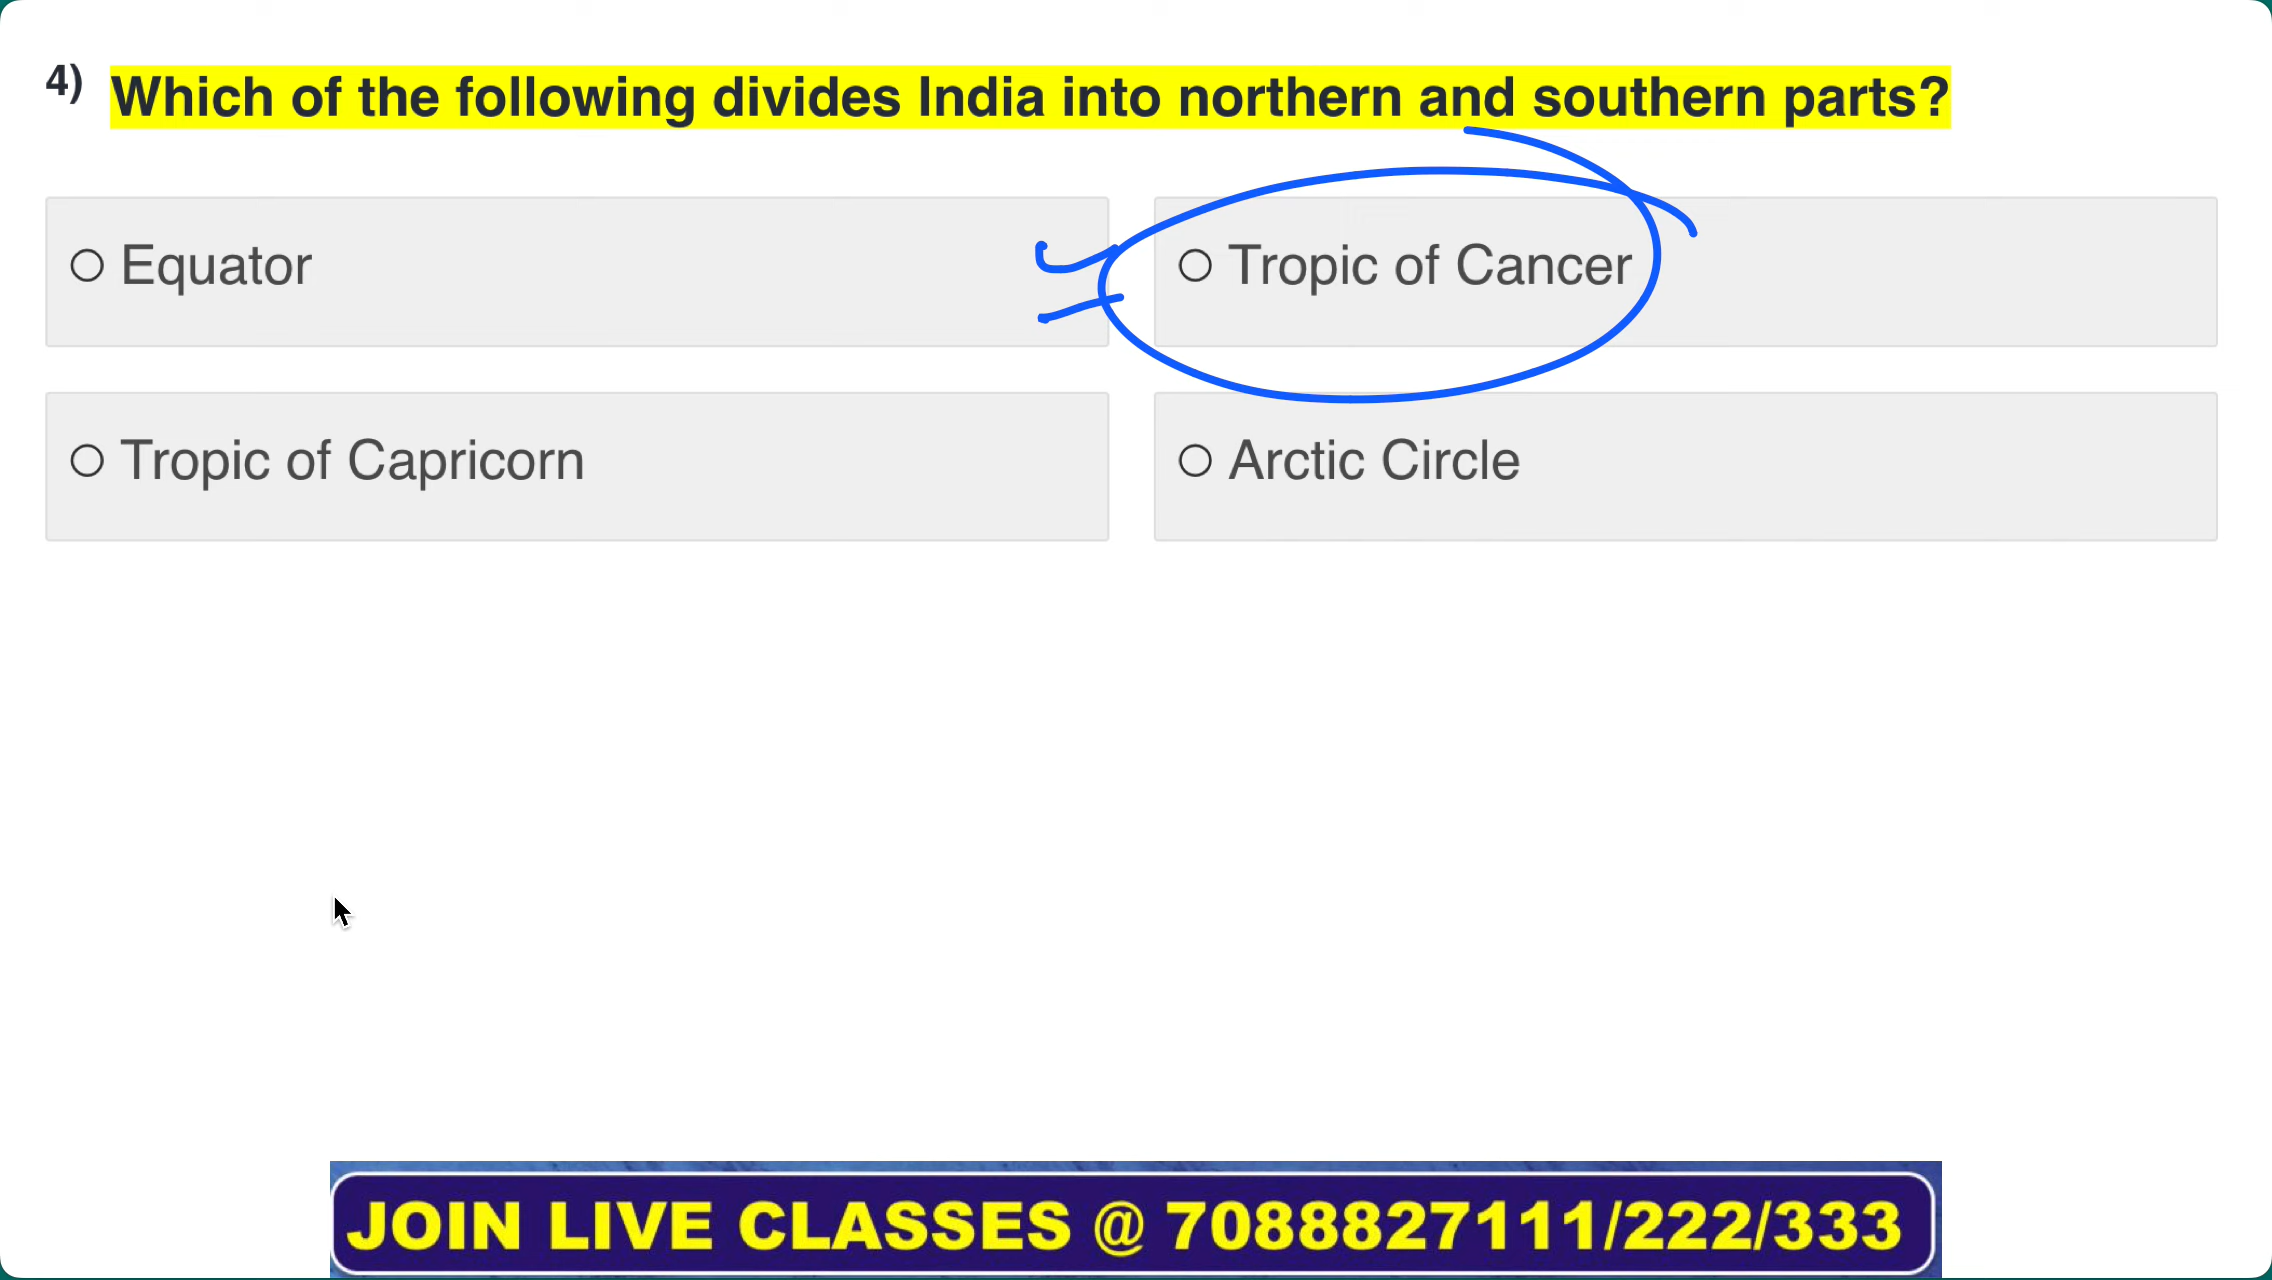 4) Which of the following divides India into northern and southern parts?
Equator
Tropic of Cancer
Tropic of Capricorn
Arctic Circle
JOIN LIVE CLASSES @ 7088827111/222/333